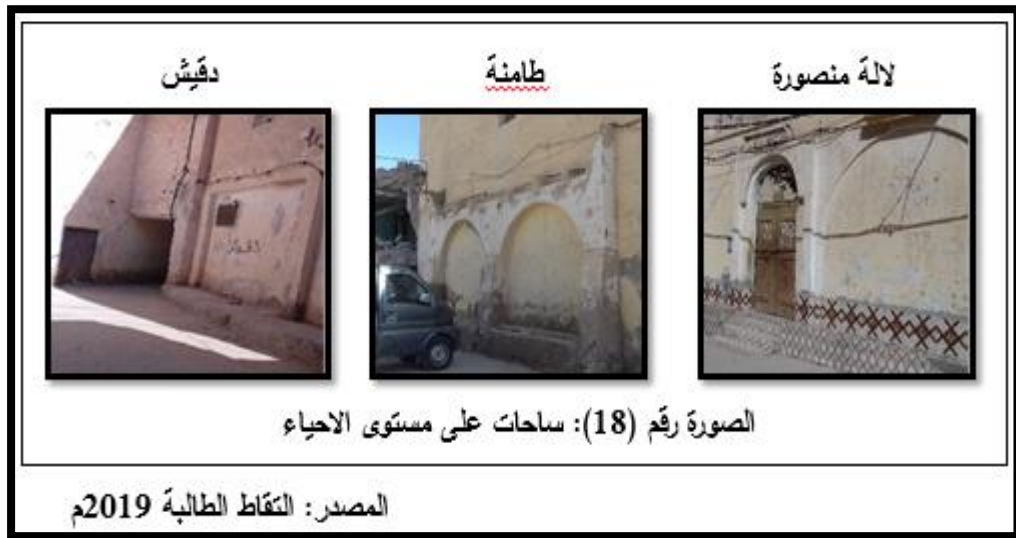 لالة منصورة
طامنة
دقيش
الصورة رقم (18): ساحات على مستوى الاحياء
المصدر: التقاط الطالبة 2019م